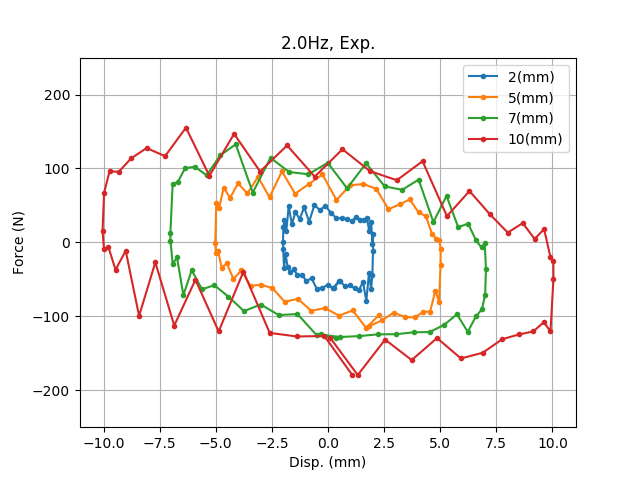 2.0Hz, Exp.
2(mm)
5(mm)
7(mm)
10(mm)
Force (N)
200
100
0
−100
−200
−10.0 −7.5 −5.0 −2.5 0.0 2.5 5.0 7.5 10.0
Disp. (mm)